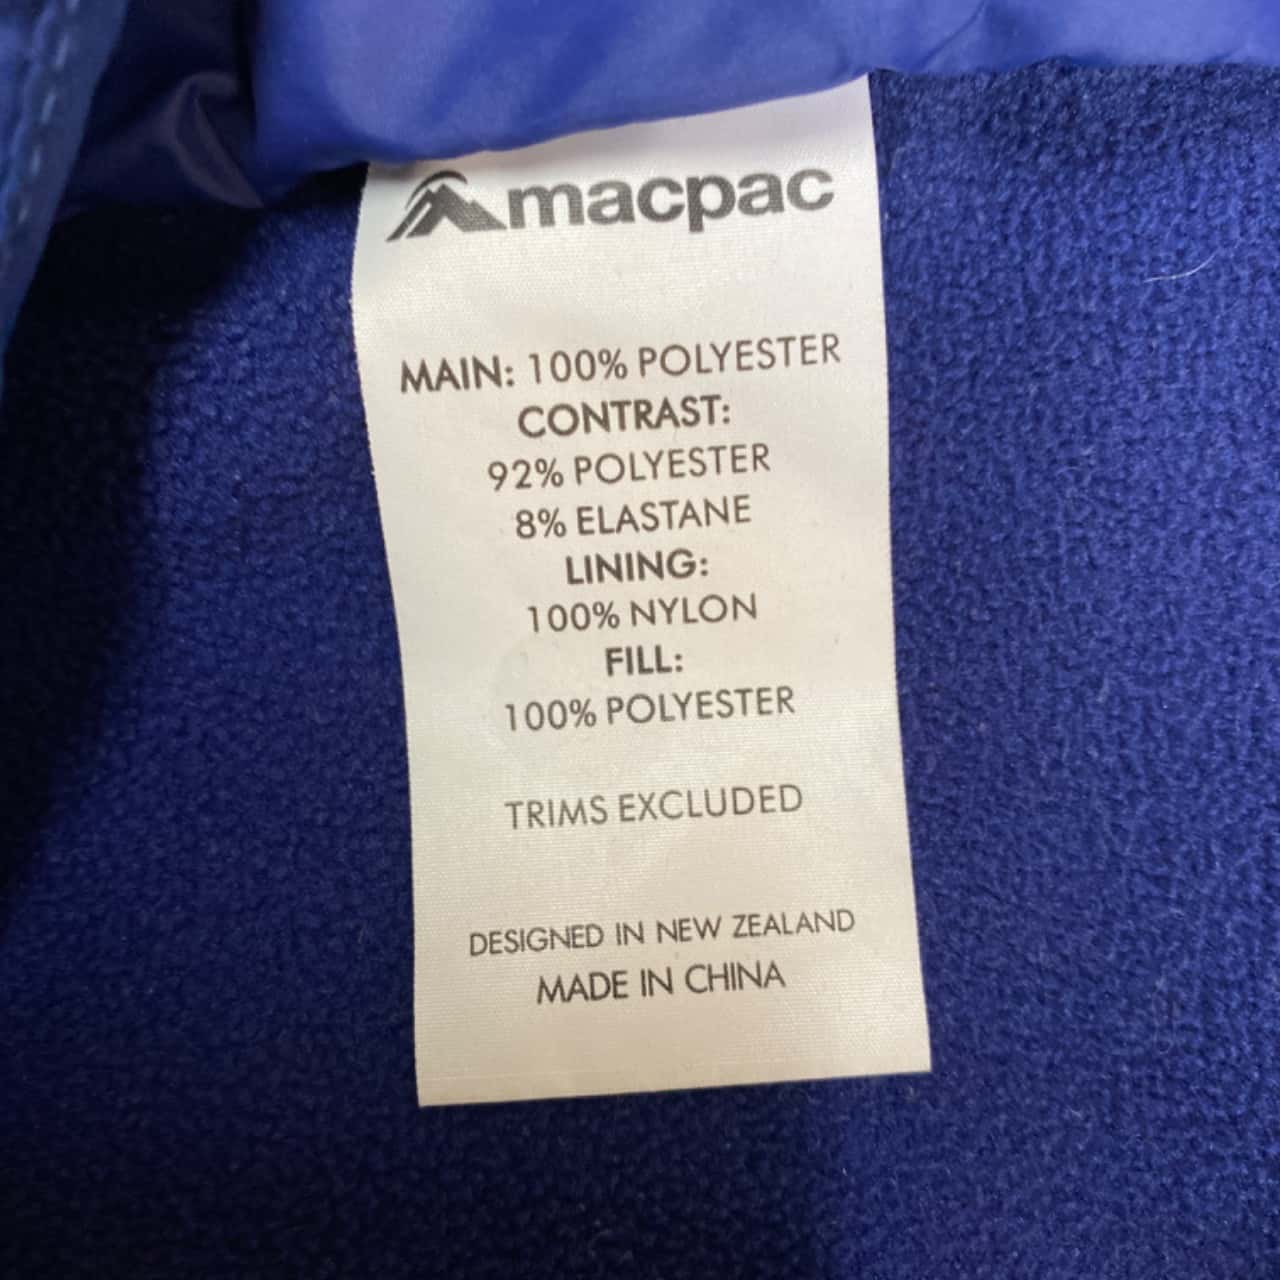 macpac
MAIN: 100% POLYESTER
CONTRAST:
92% POLYESTER
8% ELASTANE
LINING:
100% NYLON
FILL:
100% POLYESTER
TRIMS EXCLUDED
DESIGNED IN NEW ZEALAND
MADE IN CHINA